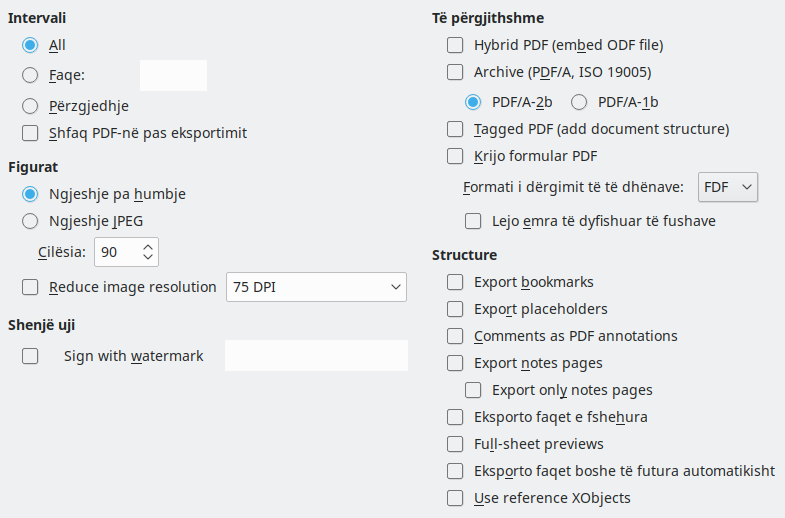 Intervali
All
Faqe:
Përzgjedhje
Shfaq PDF-në pas eksportimit
Figurat
Ngjeshje pa humbje
Ngjeshje JPEG
Cilësia: 90
Reduce image resolution 75 DPI
Shenjë uji
Sign with watermark
Të përgjithshme
Hybrid PDF (embed ODF file)
Archive (PDF/A, ISO 19005)
PDF/A-2b PDF/A-1b
Tagged PDF (add document structure)
Krijo formular PDF
Formati i dërgimit të të dhënave: FDF
Lejo emra të dyfishuar të fushave
Structure
Export bookmarks
Export placeholders
Comments as PDF annotations
Export notes pages
Export only notes pages
Eksporto faqet e fshehura
Full-sheet previews
Eksporto faqet boshe të futura automatikisht
Use reference XObjects